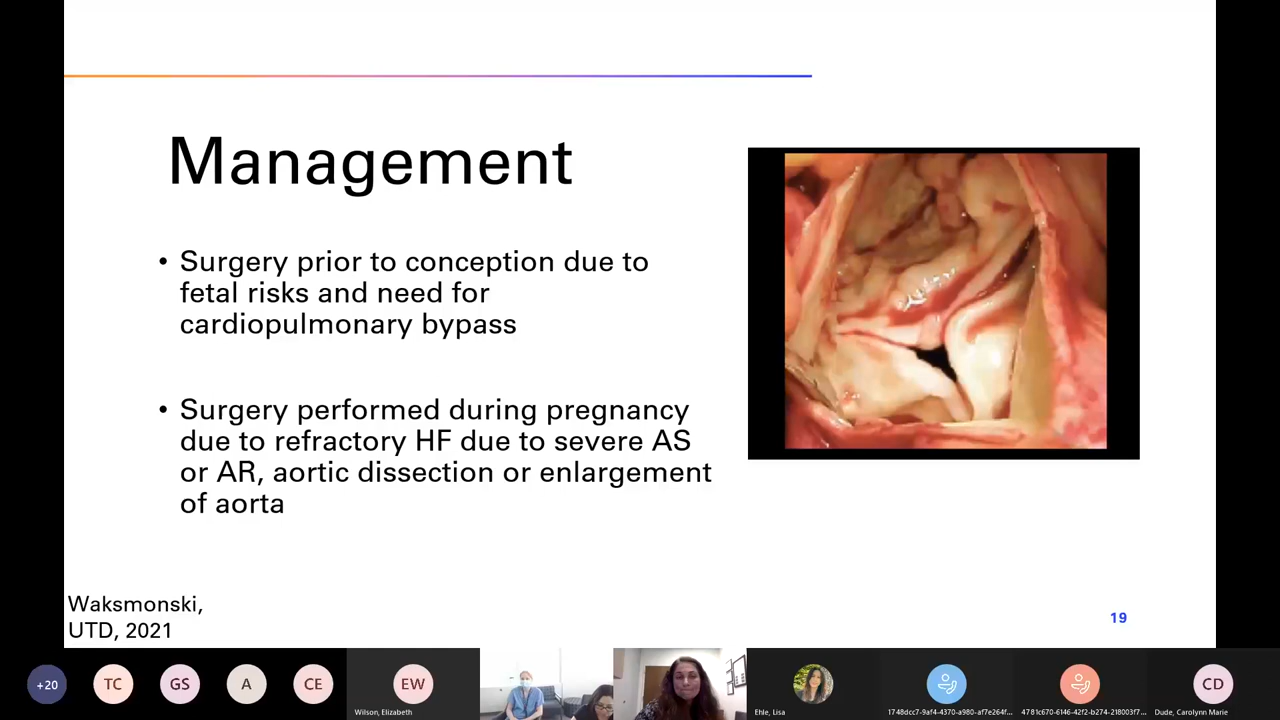 Management
• Surgery prior to conception due to
fetal risks and need for
cardiopulmonary bypass
• Surgery performed during pregnancy
due to refractory HF due to severe AS
or AR, aortic dissection or enlargement
of aorta
Waksmonski,
UTD, 2021
19
+20
TC
GS
A
CE
EW
CD
Wilson, Elizabeth
Ehle, Lisa
1748dcc7-9af4-4370-a980-af7e264f...
4781c670-6146-42f2-b274-218003f7...
Dude, Carolynn Marie